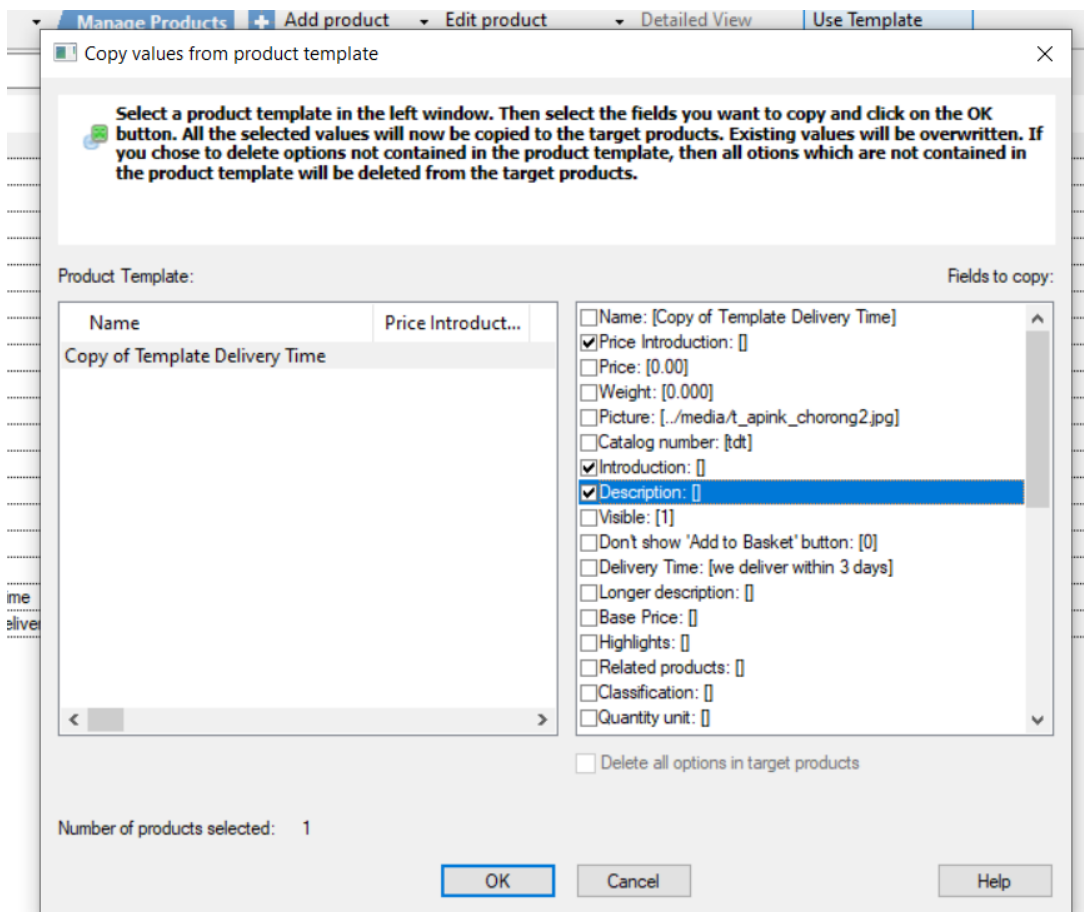 Manage Products Add product Edit product Detailed View Use Template
Copy values from product template
Select a product template in the left window. Then select the fields you want to copy and click on the OK
button. All the selected values will now be copied to the target products. Existing values will be overwritten. If
you chose to delete options not contained in the product template, then all otions which are not contained in
the product template will be deleted from the target products.
Product Template: Fields to copy:
Name Price Introduct...
Copy of Template Delivery Time
Name: [Copy of Template Delivery Time]
Price Introduction: []
Price: [0.00]
Weight: [0.000]
Picture: [../media/t_apink_chorong2.jpg]
Catalog number: [tdt]
Introduction: []
Description: []
Visible: [1]
Don't show 'Add to Basket' button: [0]
Delivery Time: [we deliver within 3 days]
Longer description: []
Base Price: []
Highlights: []
Related products: []
Classification: []
Quantity unit: []
ime
eliver
Delete all options in target products
Number of products selected: 1
OK Cancel Help